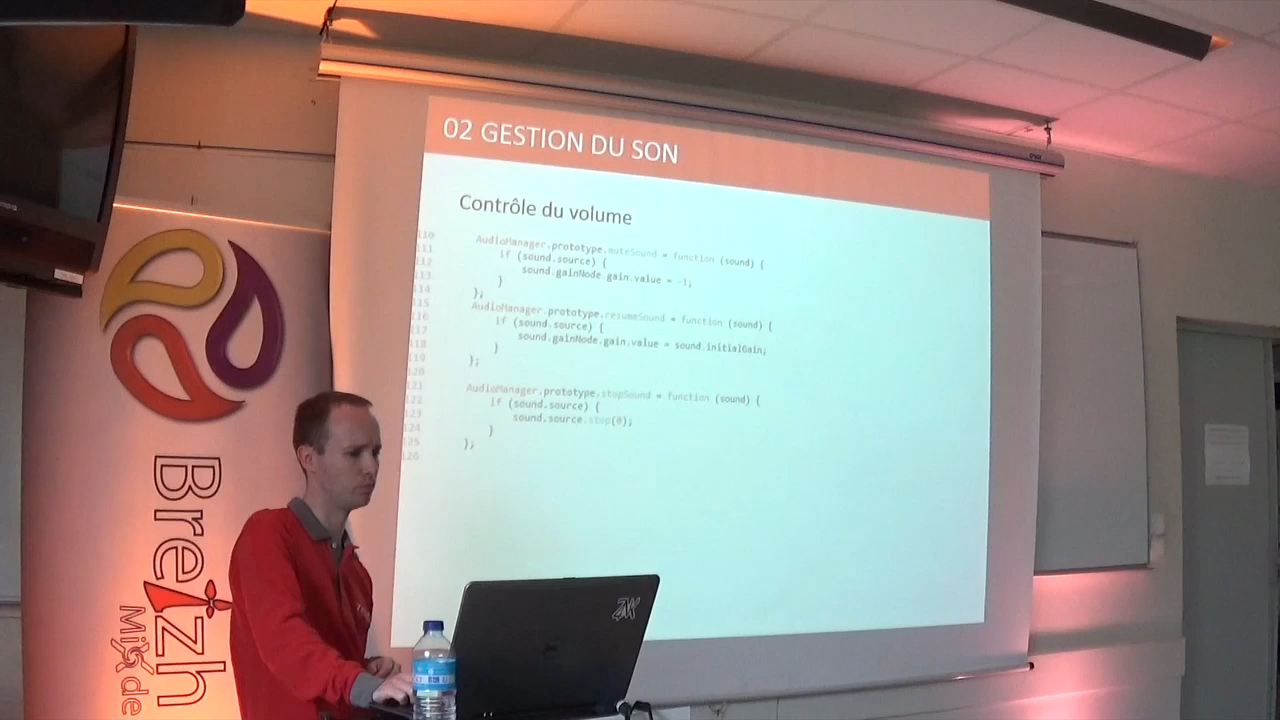 02 GESTION DU SON
Contrôle du volume
110 AudioManager.prototype.muteSound = function (sound) {
111 if (sound.source) {
112 sound.gainNode.gain.value = -1;
113 }
114 };
115 AudioManager.prototype.resumeSound = function (sound) {
116 if (sound.source) {
117 sound.gainNode.gain.value = sound.initialGain;
118 }
119 };
120
121 AudioManager.prototype.stopSound = function (sound) {
122 if (sound.source) {
123 sound.source.stop(0);
124 }
125 };
126
Breizh